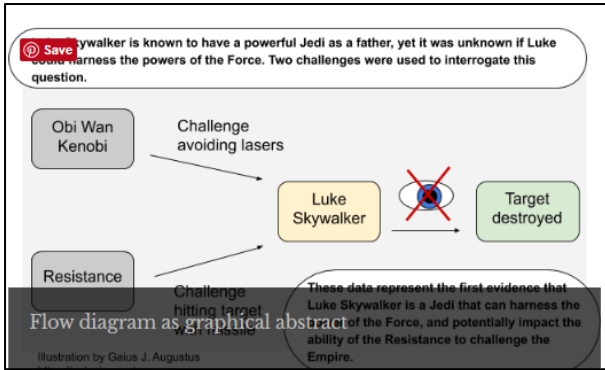 Save
Skywalker is known to have a powerful Jedi as a father, yet it was unknown if Luke
could harness the powers of the Force. Two challenges were used to interrogate this
question.
Obi Wan
Kenobi
Challenge
avoiding lasers
Luke
Skywalker
Target
destroyed
Resistance
Challenge
hitting target
with missile
These data represent the first evidence that
Luke Skywalker is a Jedi that can harness the
of the Force, and potentially impact the
ability of the Resistance to challenge the
Empire.
Flow diagram as graphical abstract
Illustration by Gaius J. Augustus